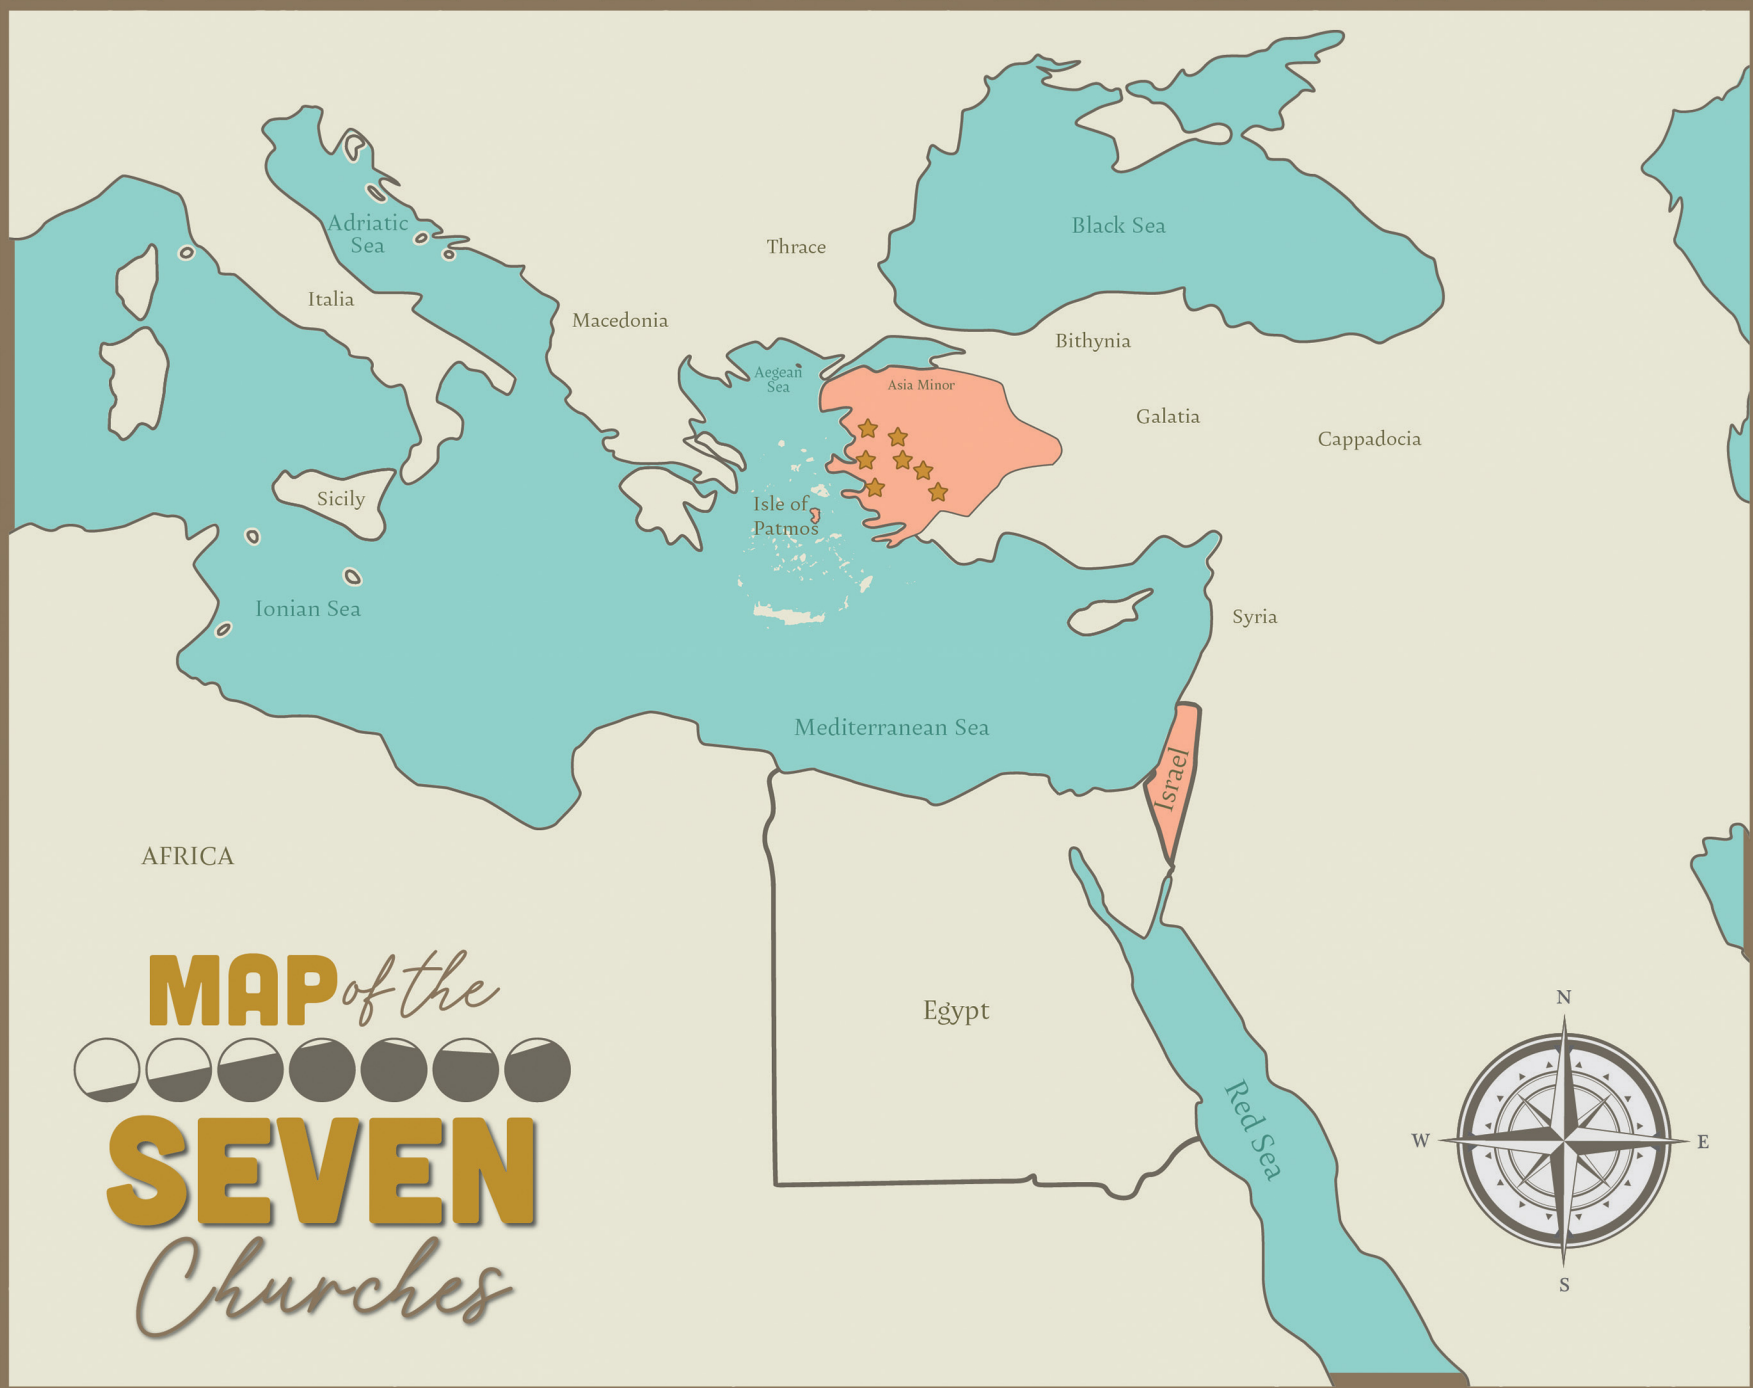 Adriatic
Sea
Black Sea
Thrace
Italia
Macedonia
Bithynia
Aegean
Sea
Asia Minor
Galatia
Cappadocia
Sicily
Isle of
Patmos
Ionian Sea
Syria
Mediterranean Sea
Israel
AFRICA
Egypt
Red Sea
MAP of the
SEVEN
Churches
N
W
E
S